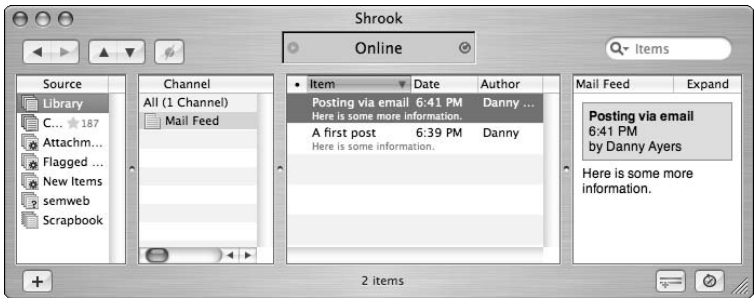 Shrook
Online
Items
Source
Library
C... 187
Attachm...
Flagged ...
New Items
semweb
Scrapbook
Channel
All (1 Channel)
Mail Feed
• Item Date Author
Posting via email 6:41 PM Danny ...
Here is some more information.
A first post 6:39 PM Danny
Here is some information.
Mail Feed Expand
Posting via email
6:41 PM
by Danny Ayers
Here is some more
information.
2 items